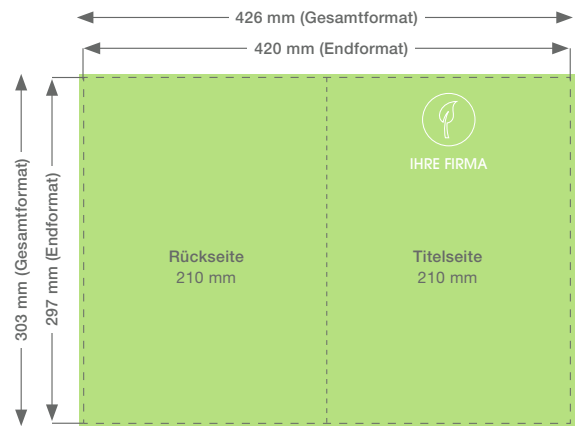 426 mm (Gesamtformat)
420 mm (Endformat)
303 mm (Gesamtformat)
297 mm (Endformat)
IHRE FIRMA
Rückseite
210 mm
Titelseite
210 mm